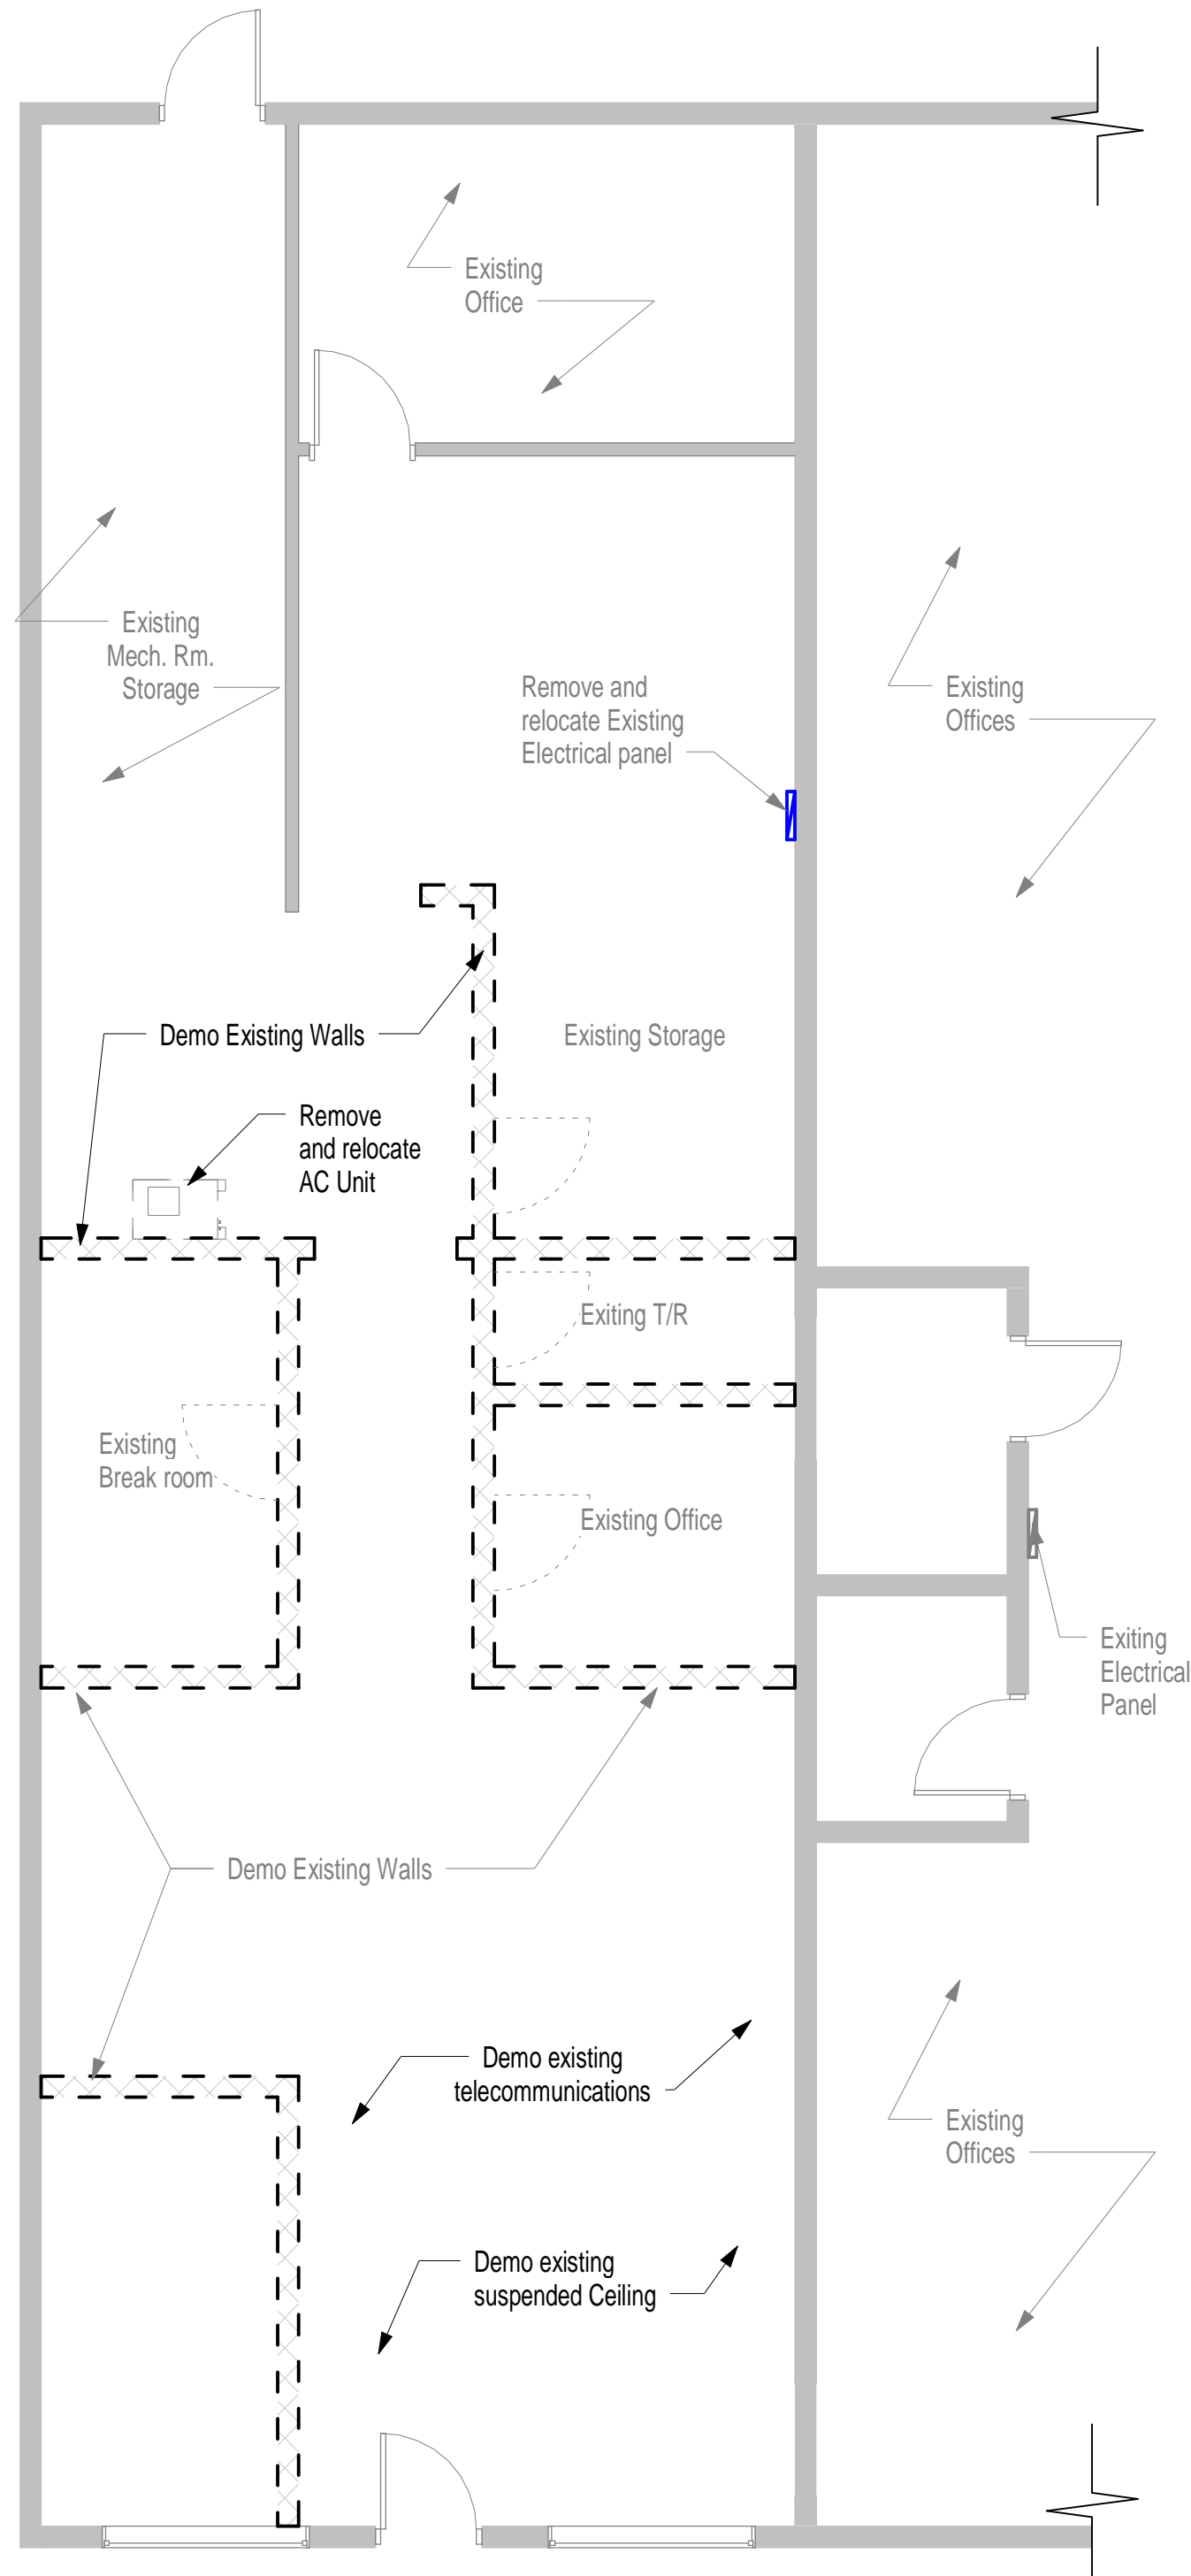 Existing
Office
Existing
Mech. Rm.
Storage
Remove and
relocate Existing
Electrical panel
Existing
Offices
Demo Existing Walls
Existing Storage
Remove
and relocate
AC Unit
Exiting T/R
Existing
Break room
Existing Office
Exiting
Electrical
Panel
Demo Existing Walls
Demo existing
telecommunications
Existing
Offices
Demo existing
suspended Ceiling